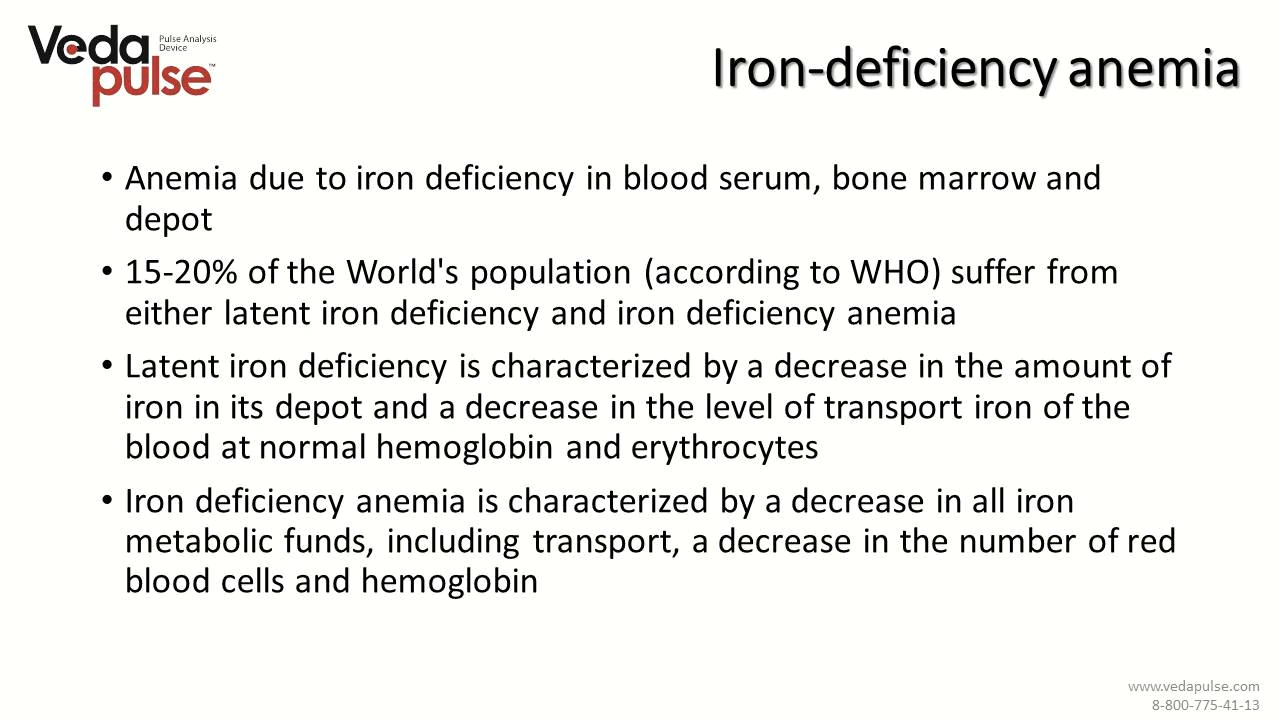 Veda Pulse Analysis
Device
pulse™
Iron-deficiency anemia
• Anemia due to iron deficiency in blood serum, bone marrow and
depot
• 15-20% of the World's population (according to WHO) suffer from
either latent iron deficiency and iron deficiency anemia
• Latent iron deficiency is characterized by a decrease in the amount of
iron in its depot and a decrease in the level of transport iron of the
blood at normal hemoglobin and erythrocytes
• Iron deficiency anemia is characterized by a decrease in all iron
metabolic funds, including transport, a decrease in the number of red
blood cells and hemoglobin
www.vedapulse.com
8-800-775-41-13